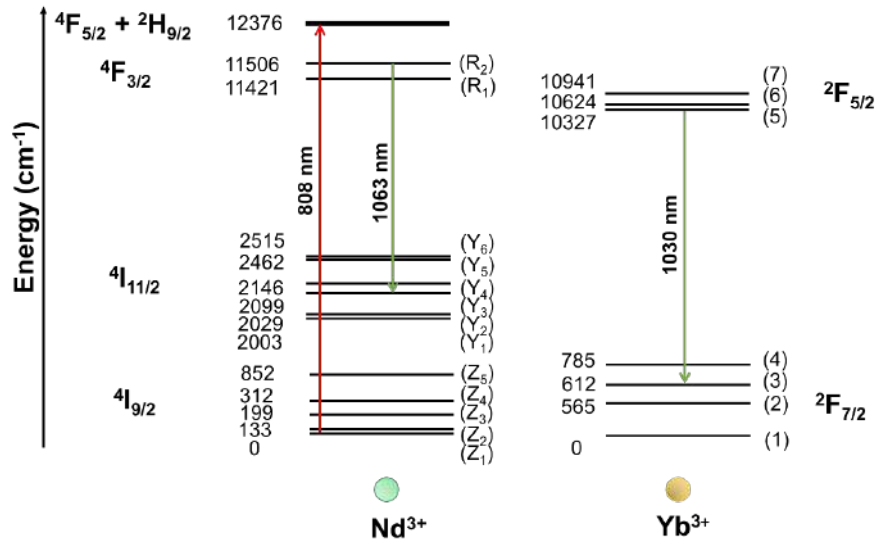 Energy (cm⁻¹)
⁴F₅/₂ + ²H₉/₂
12376
⁴F₃/₂
11506
(R₂)
11421
(R₁)
808 nm
1063 nm
⁴I₁₁/₂
2515
(Y₆)
2462
(Y₅)
2146
(Y₄)
2099
(Y₃)
2029
(Y₂)
2003
(Y₁)
⁴I₉/₂
852
(Z₅)
312
(Z₄)
199
(Z₃)
133
(Z₂)
0
(Z₁)
Nd³⁺
10941
(7)
10624
(6)
10327
(5)
²F₅/₂
1030 nm
785
(4)
612
(3)
565
(2)
0
(1)
²F₇/₂
Yb³⁺